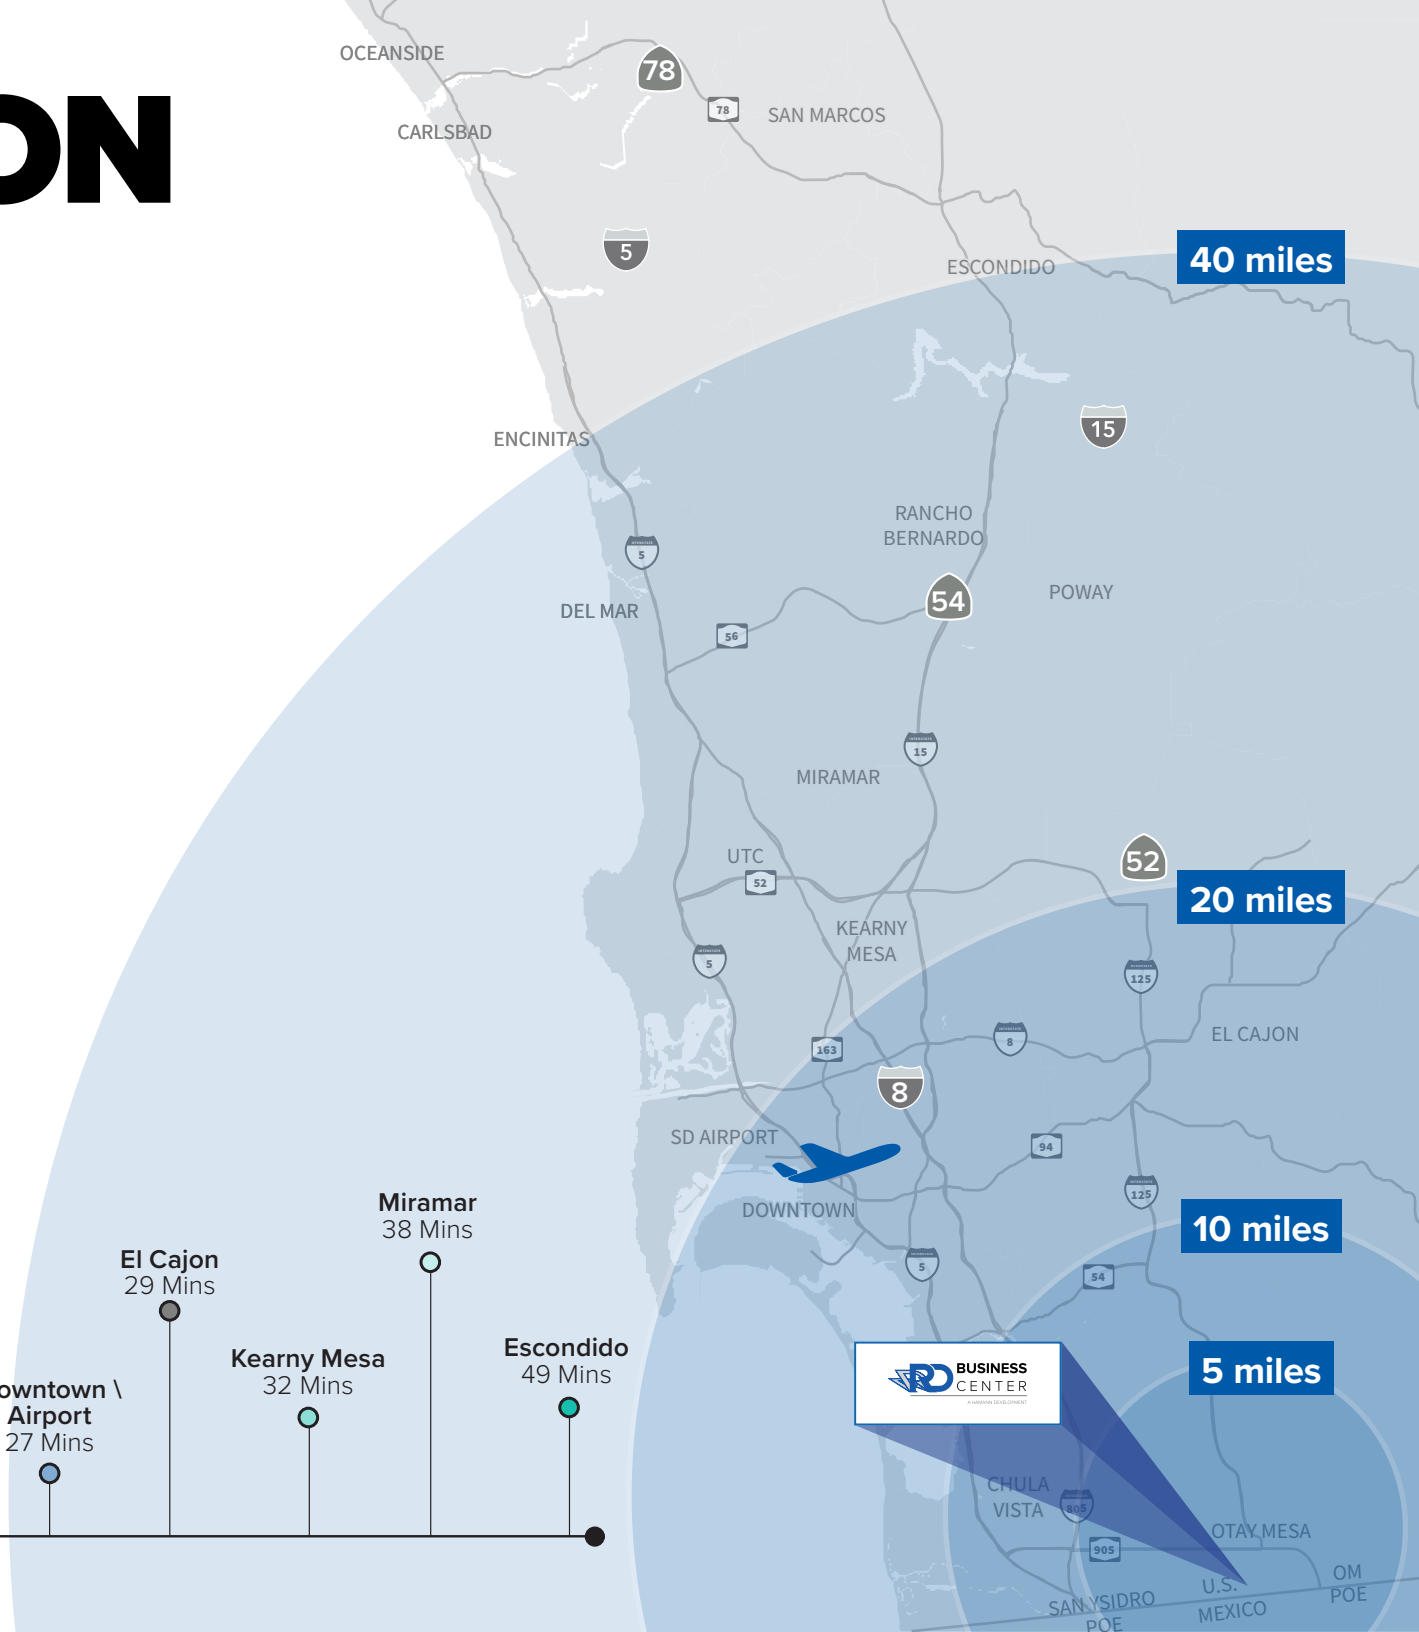 ON
OCEANSIDE
78
78
SAN MARCOS
CARLSBAD
5
40 miles
ESCONDIDO
15
ENCINITAS
RANCHO
BERNARDO
5
54
POWAY
DEL MAR
56
15
MIRAMAR
UTC
52
52
20 miles
KEARNY
MESA
5
125
EL CAJON
8
163
8
SD AIRPORT
94
125
DOWNTOWN
10 miles
5
54
Miramar
38 Mins
El Cajon
29 Mins
Kearny Mesa
32 Mins
Escondido
49 Mins
owntown \
Airport
27 Mins
5 miles
RD BUSINESS
CENTER
A HAMANN DEVELOPMENT
CHULA
VISTA
805
905
OTAY MESA
OM
POE
U.S.
MEXICO
SAN YSIDRO
POE